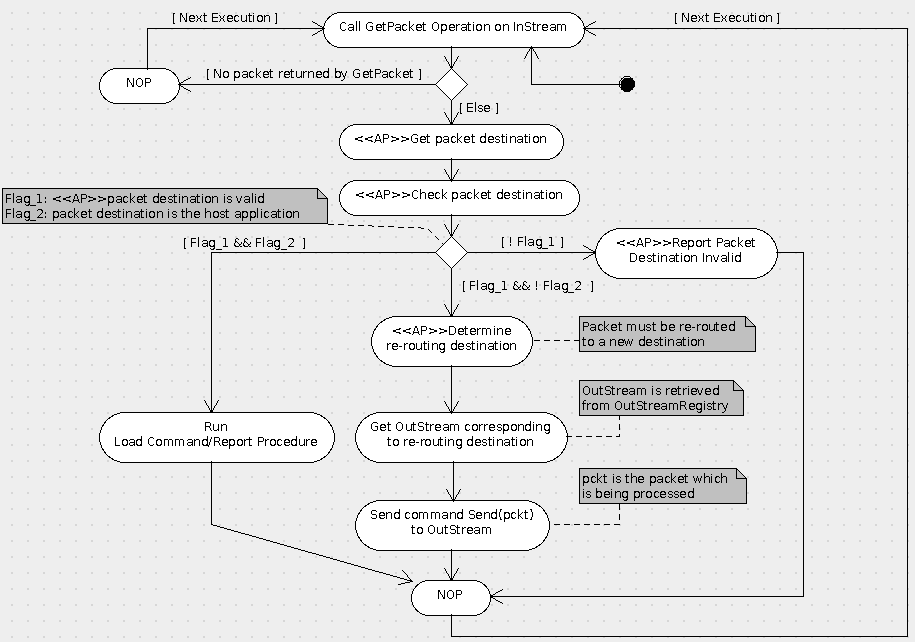 [ Next Execution ]
Call GetPacket Operation on InStream
[ Next Execution ]
NOP
[ No packet returned by GetPacket ]
[ Else ]
<<AP>>Get packet destination
<<AP>>Check packet destination
Flag_1: <<AP>>packet destination is valid
Flag_2: packet destination is the host application
[ Flag_1 && Flag_2 ]
[ ! Flag_1 ]
<<AP>>Report Packet
Destination Invalid
[ Flag_1 && ! Flag_2 ]
<<AP>>Determine
re-routing destination
Packet must be re-routed
to a new destination
OutStream is retrieved
from OutStreamRegistry
Run
Load Command/Report Procedure
Get OutStream corresponding
to re-routing destination
pckt is the packet which
is being processed
Send command Send(pckt)
to OutStream
NOP